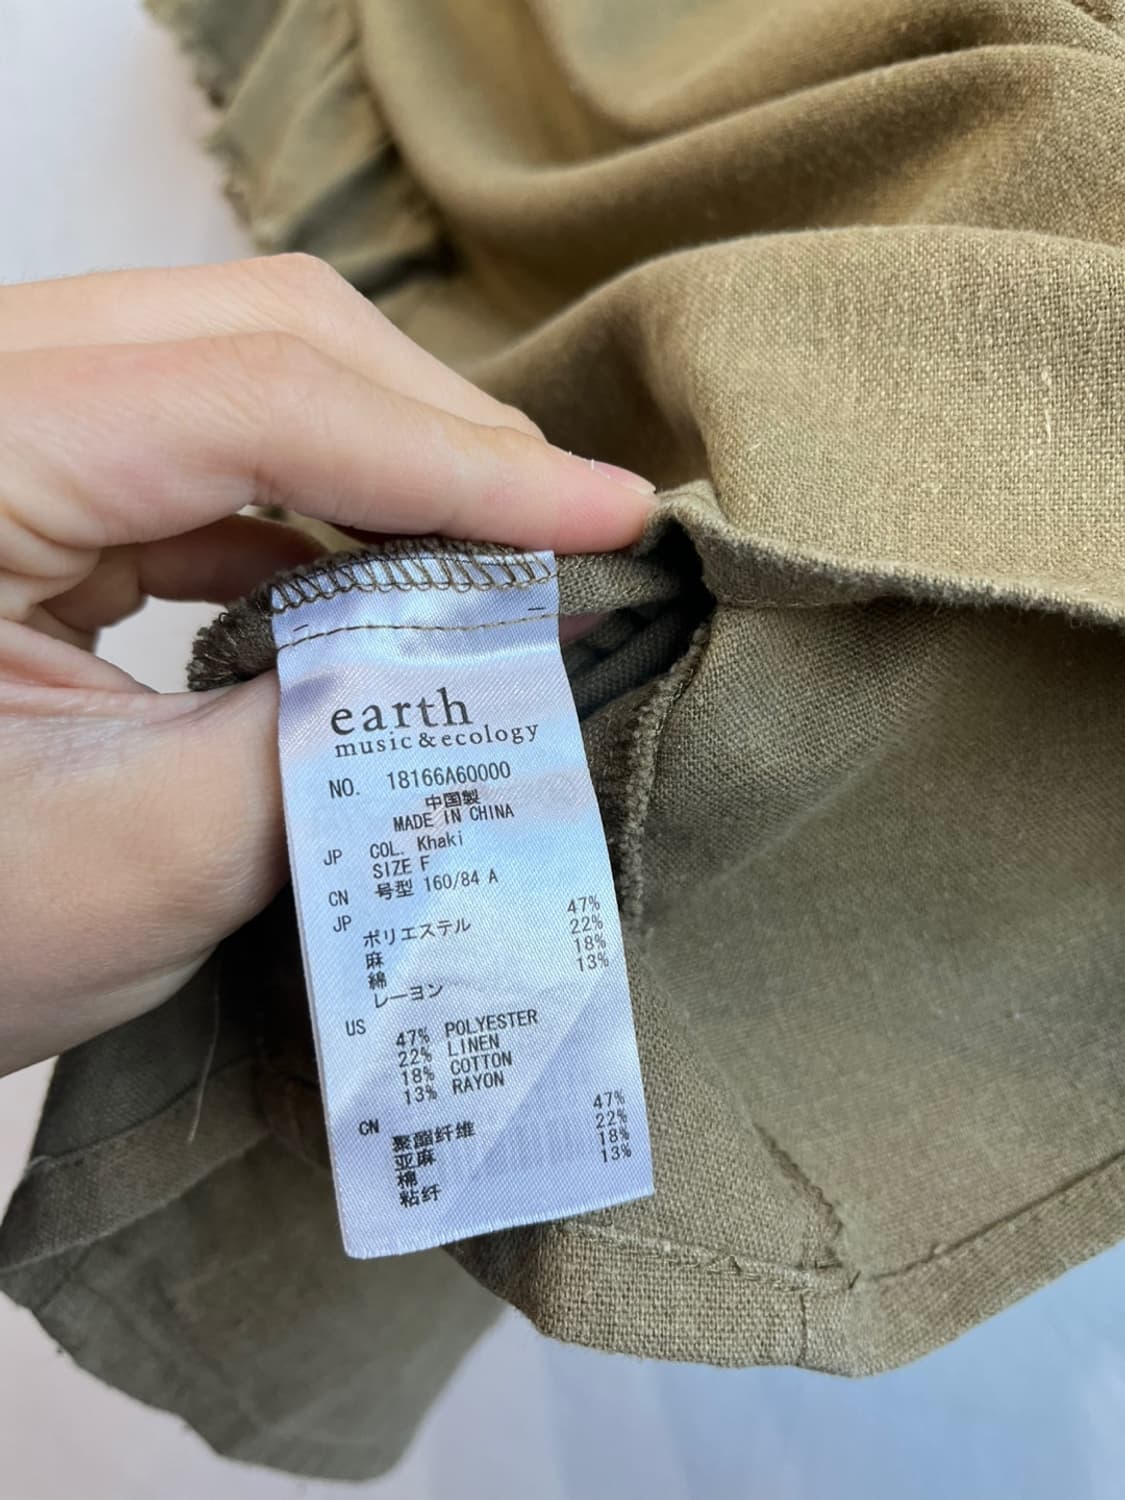 earth
music&ecology
NO. 18166A60000
中国製
MADE IN CHINA
JP COL. Khaki
SIZE F
CN 号型 160/84 A
JP ポリエステル 47%
麻 22%
綿 18%
レーヨン 13%
US 47% POLYESTER
22% LINEN
18% COTTON
13% RAYON
CN 聚酯纤维 47%
亚麻 22%
棉 18%
粘纤 13%